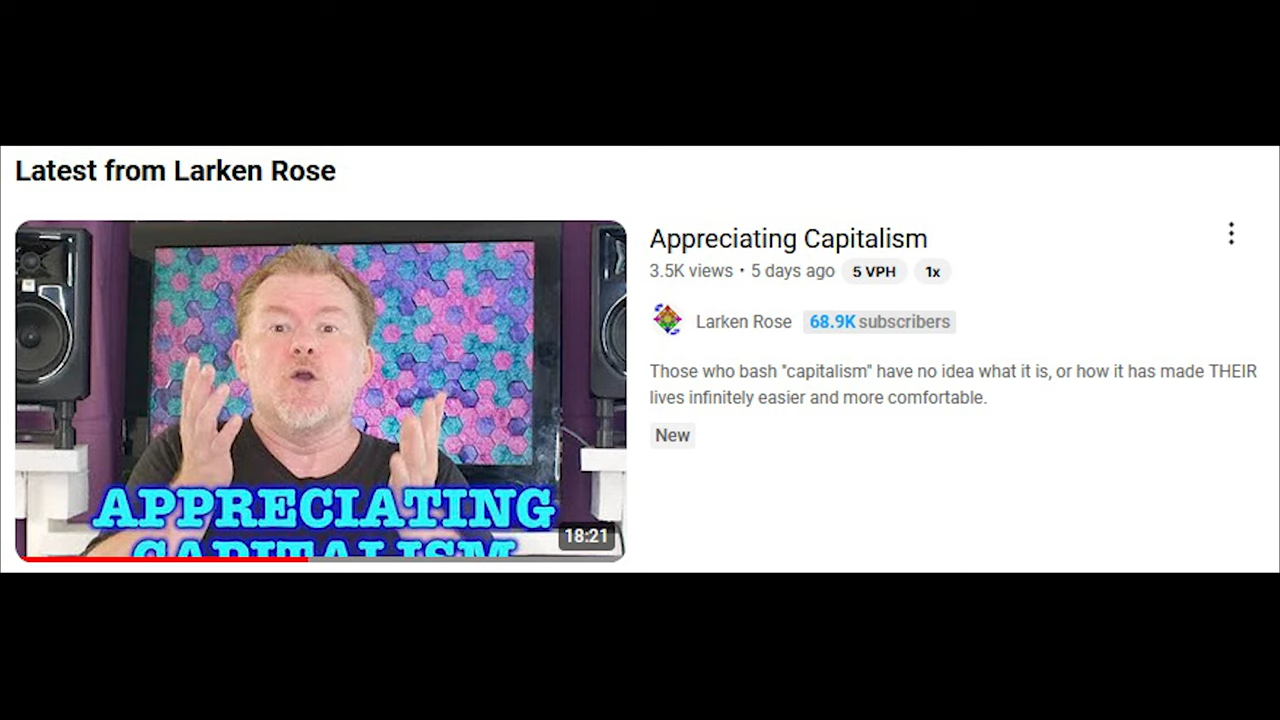 Latest from Larken Rose
APPRECIATING
CAPITALISM
18:21
Appreciating Capitalism
3.5K views • 5 days ago 5 VPH 1x
Larken Rose 68.9K subscribers
Those who bash "capitalism" have no idea what it is, or how it has made THEIR
lives infinitely easier and more comfortable.
New